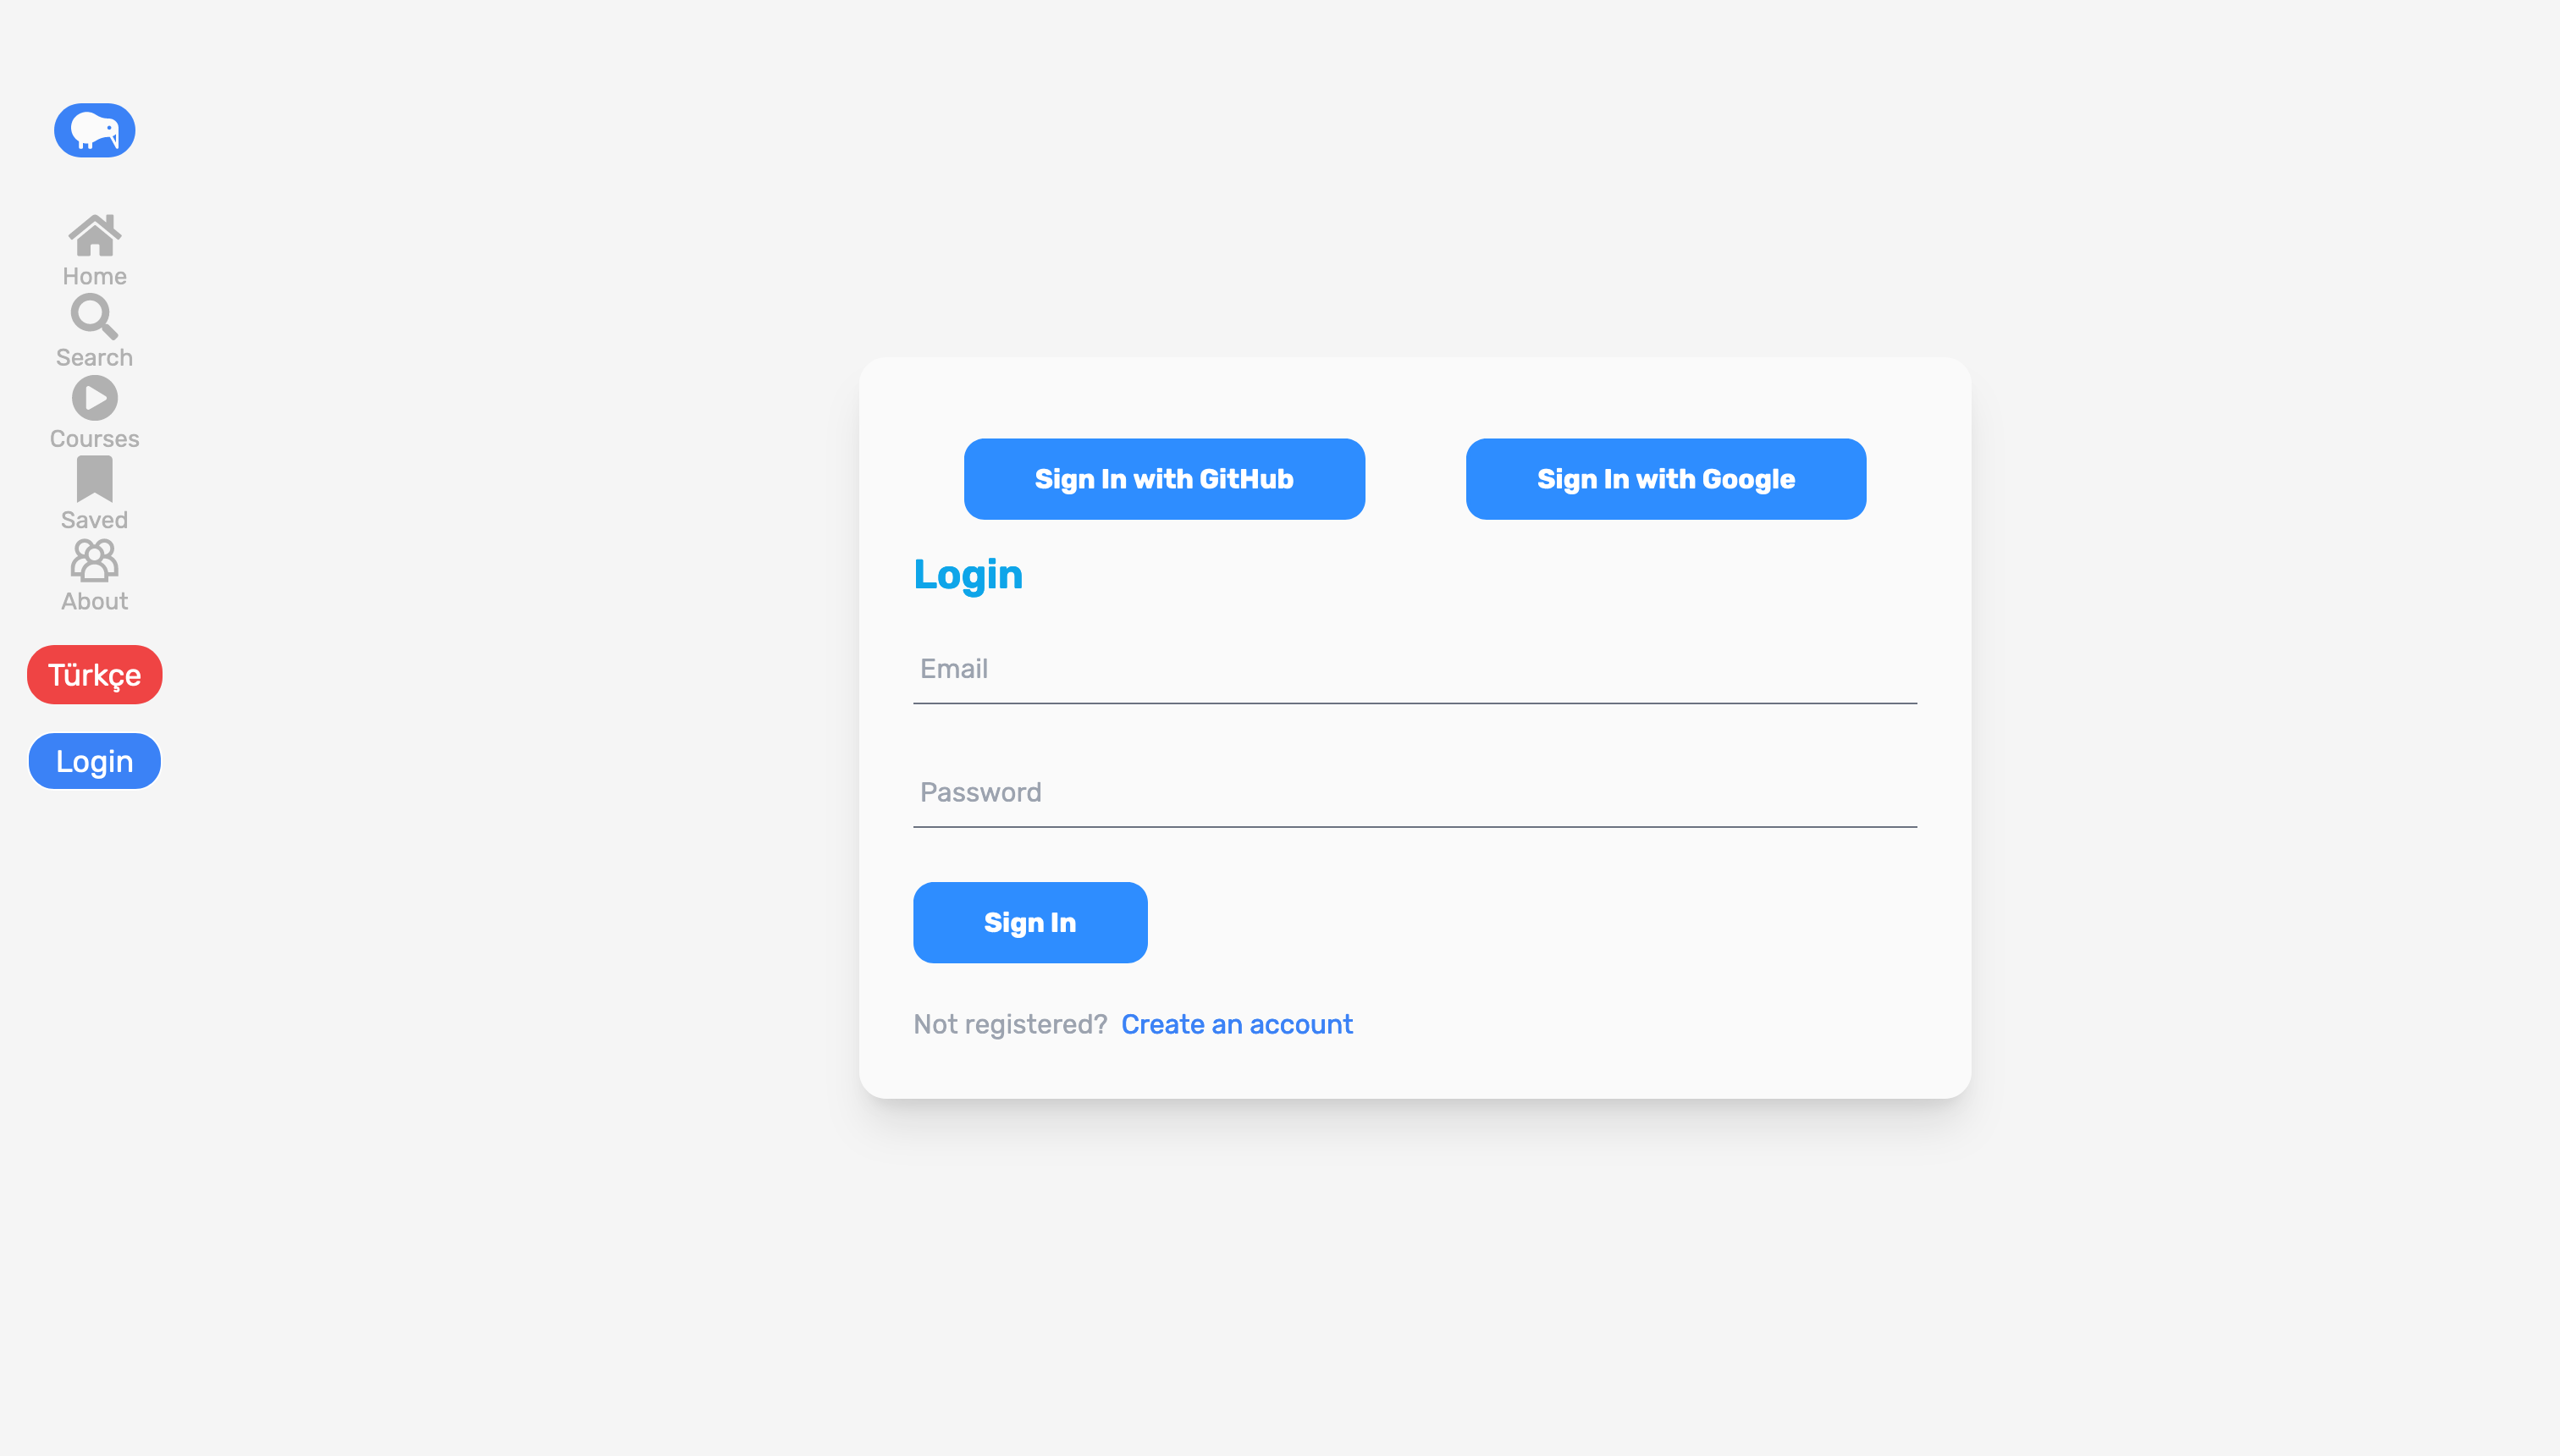 Home
Search
Courses
Saved
About
Türkçe
Login
Sign In with GitHub
Sign In with Google
Login
Email
Password
Sign In
Not registered? Create an account